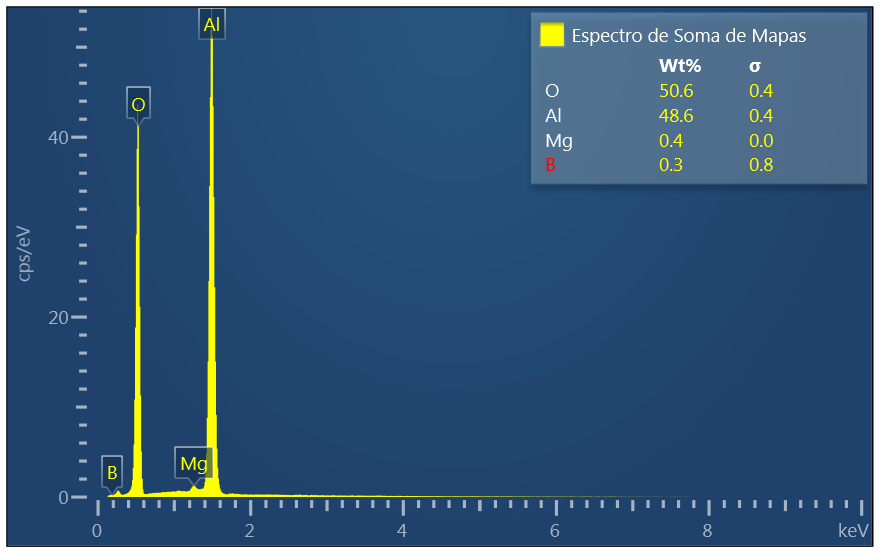 Espectro de Soma de Mapas
Wt% σ
O 50.6 0.4
Al 48.6 0.4
Mg 0.4 0.0
B 0.3 0.8
Al
O
40
cps/eV
20
Mg
B
0
0 2 4 6 8 keV